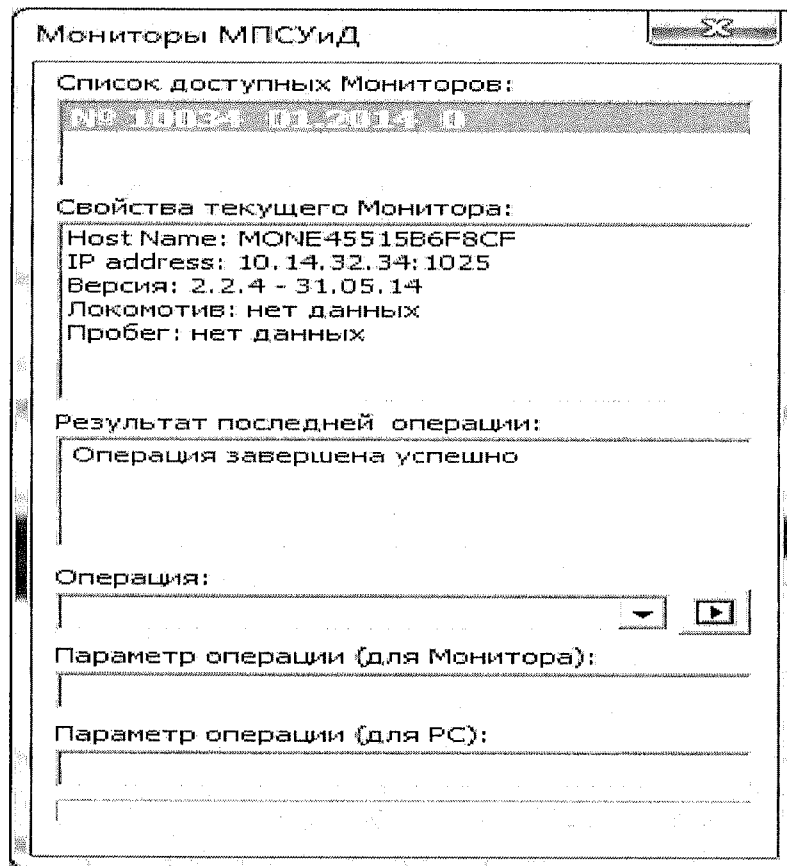 Мониторы МПСУиД
Список доступных Мониторов:
№ 10034 01.2014 0
Свойства текущего Монитора:
Host Name: MONE45515B6F8CF
IP address: 10.14.32.34:1025
Версия: 2.2.4 - 31.05.14
Локомотив: нет данных
Пробег: нет данных
Результат последней операции:
Операция завершена успешно
Операция:
Параметр операции (для Монитора):
Параметр операции (для PC):